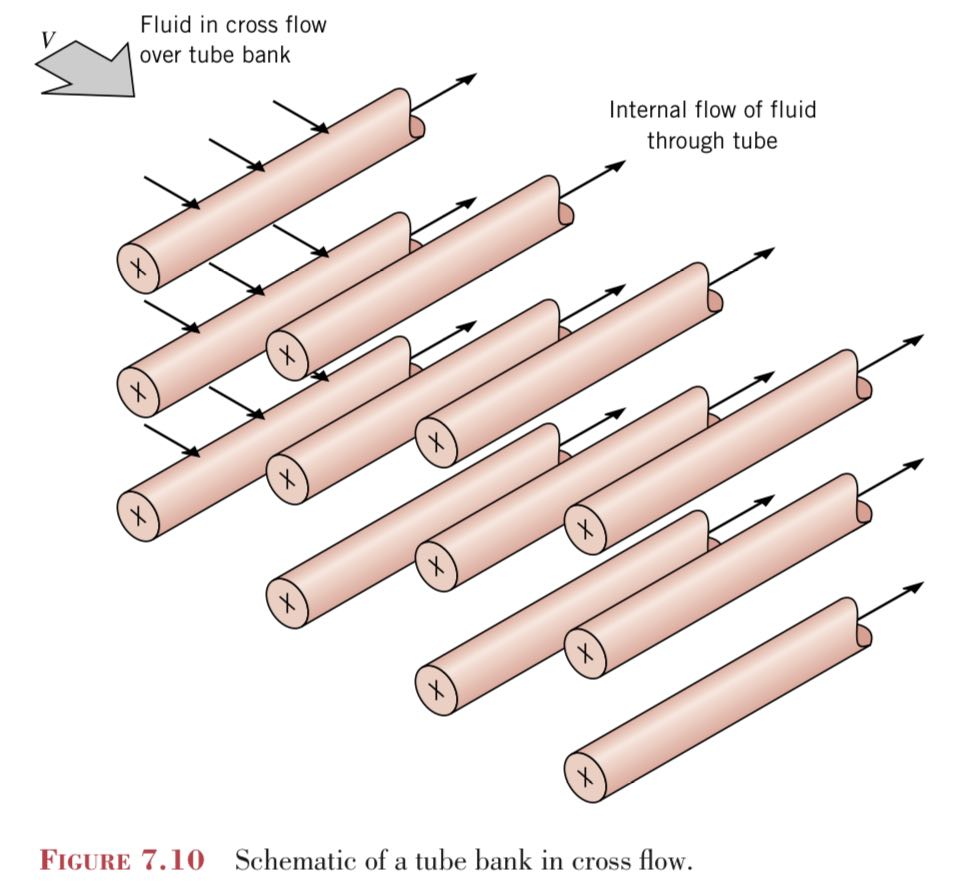 V
Fluid in cross flow
over tube bank
Internal flow of fluid
through tube
FIGURE 7.10 Schematic of a tube bank in cross flow.